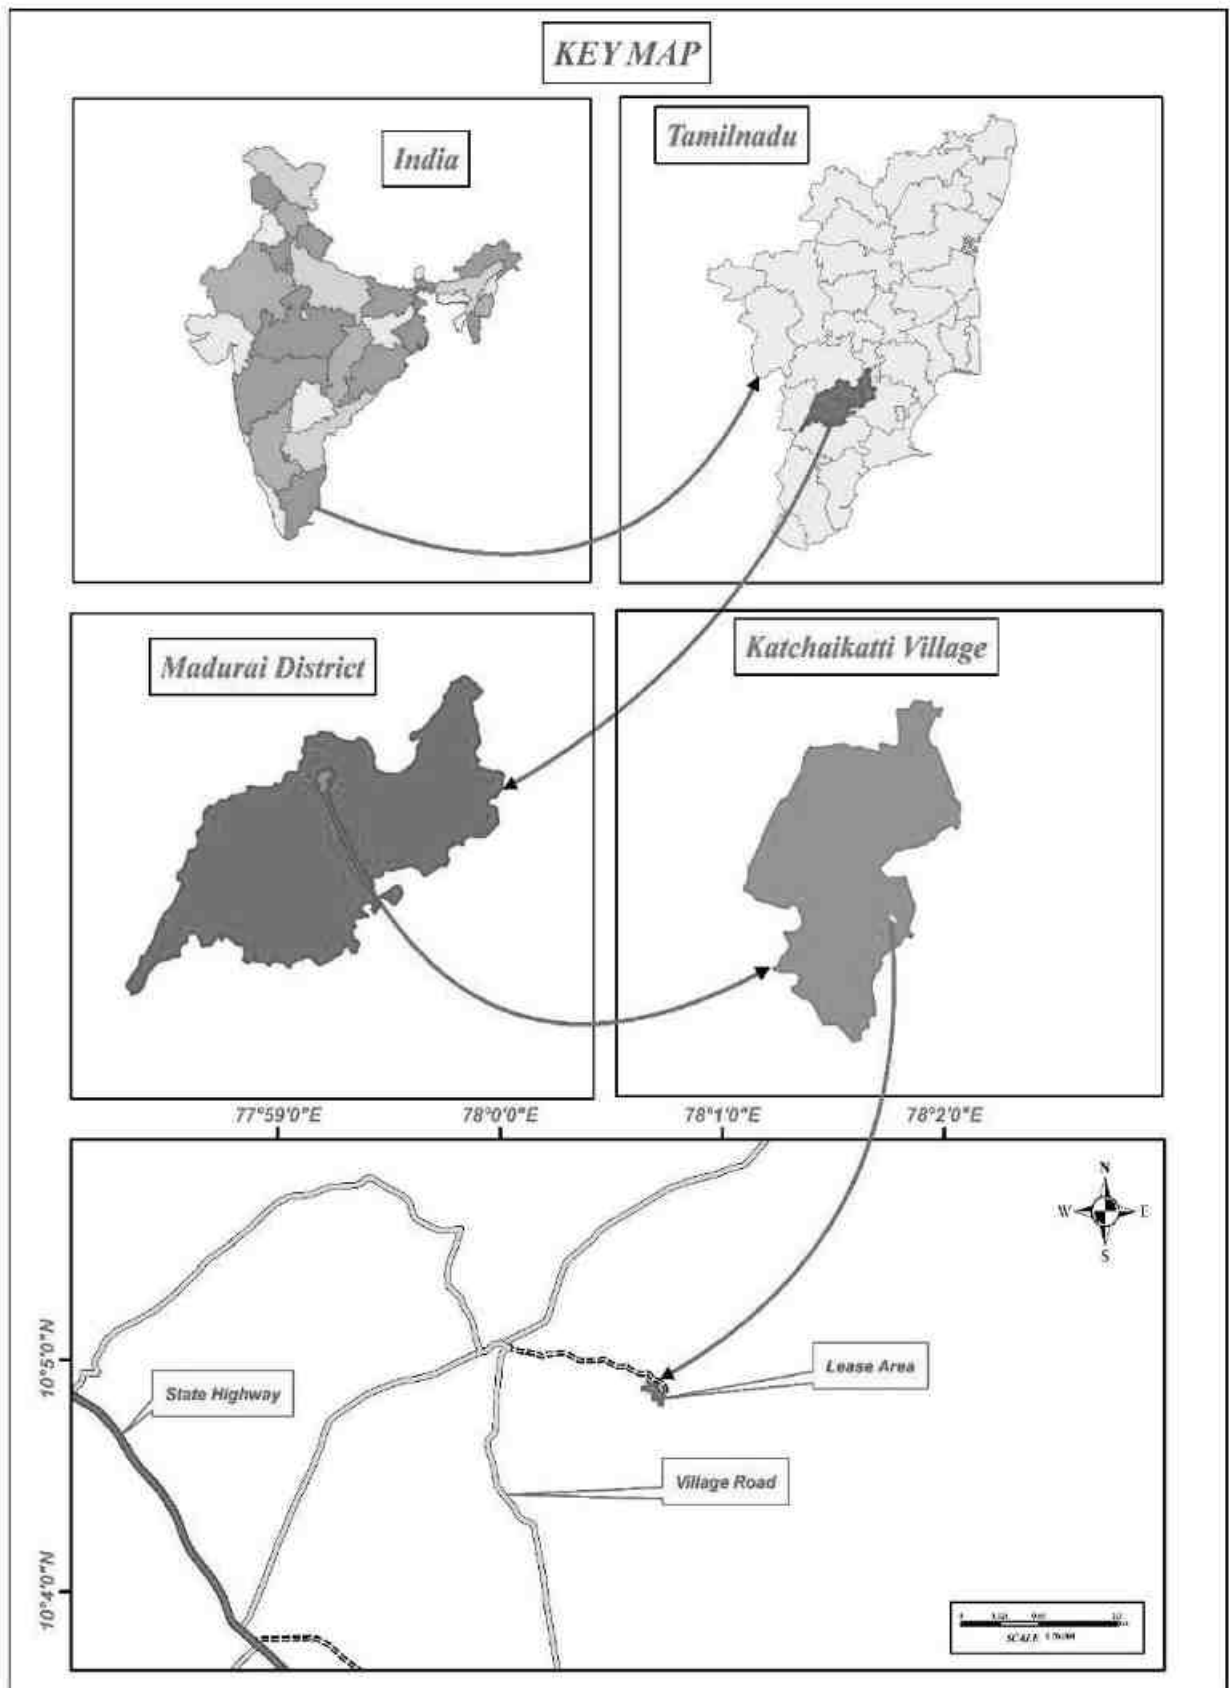 KEY MAP
India
Tamilnadu
Madurai District
Katchaikatti Village
77°59'0"E
78°0'0"E
78°1'0"E
78°2'0"E
N
W
E
S
10°5'0"N
Lease Area
State Highway
Village Road
10°4'0"N
0
SCALE